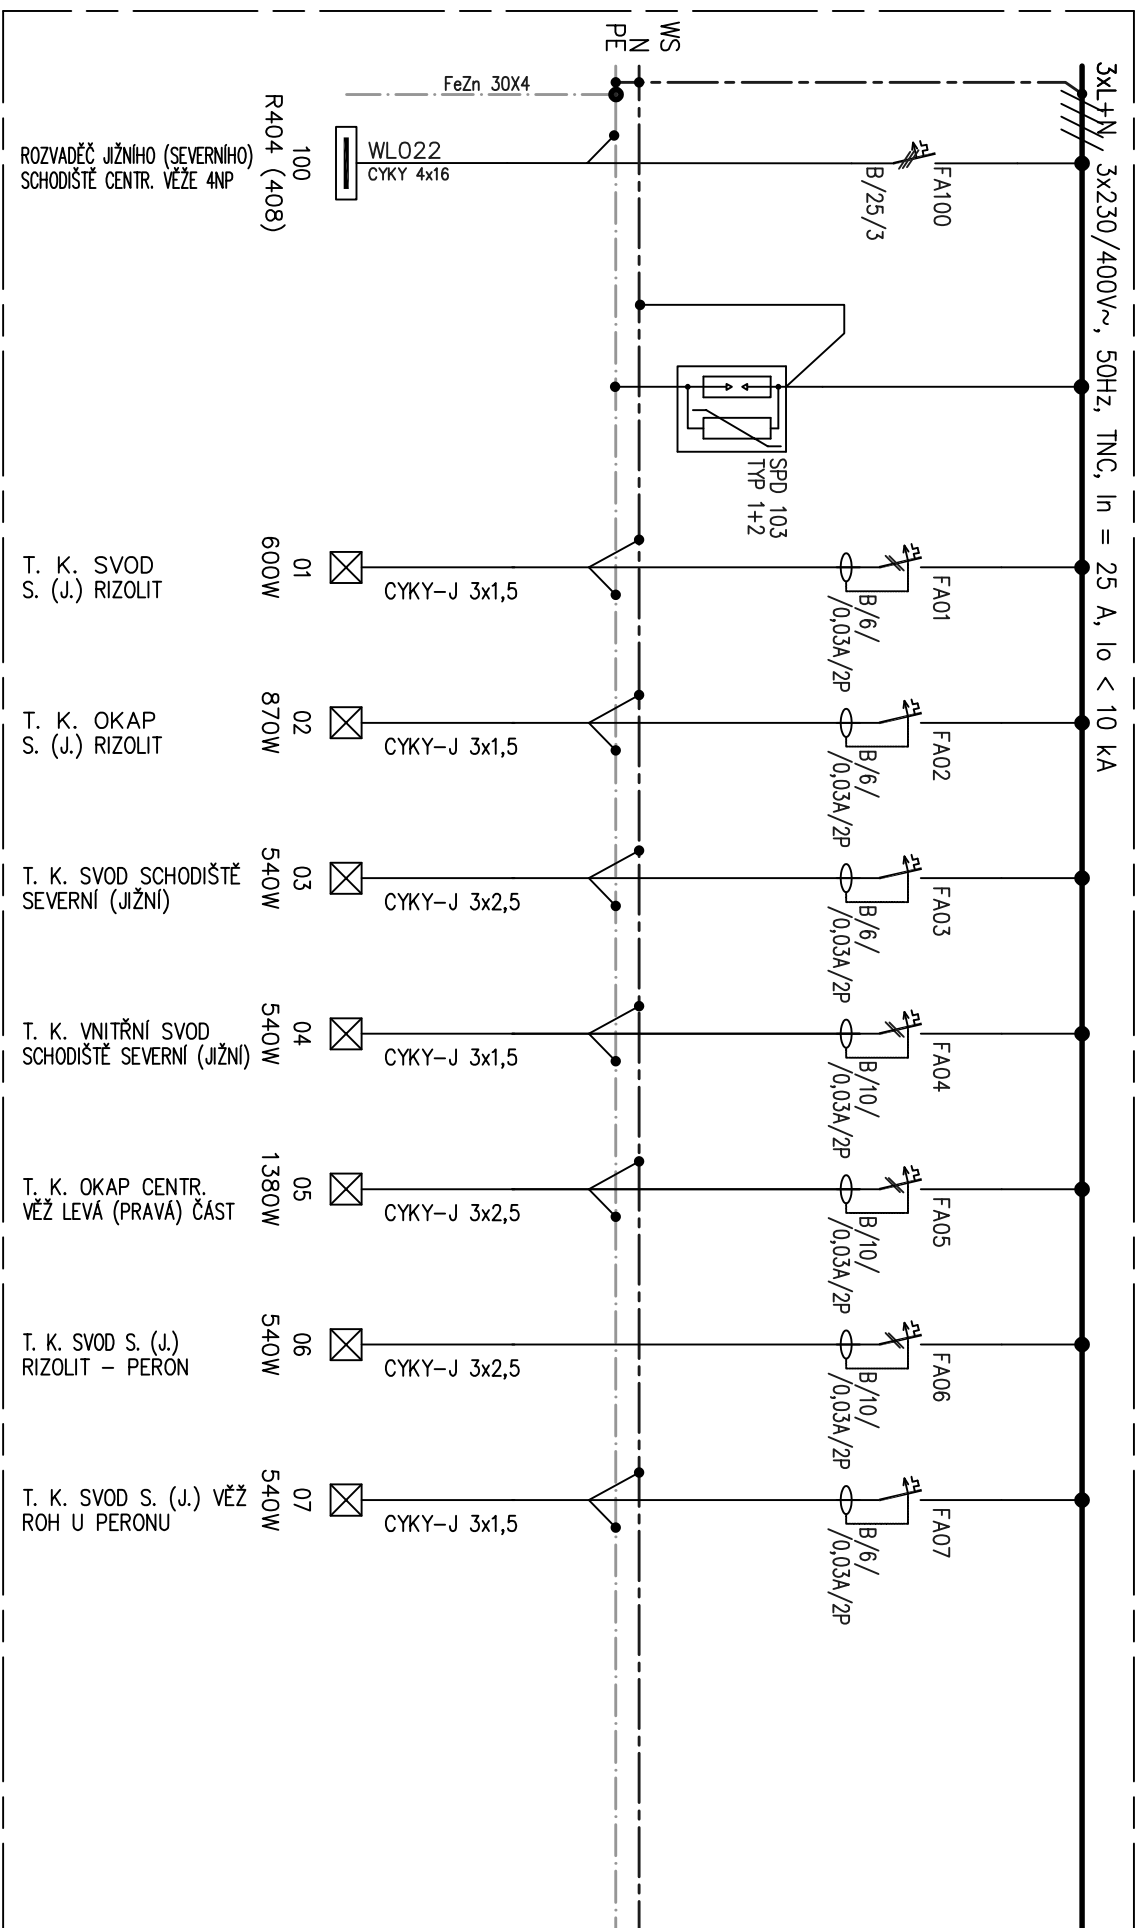 3xL+N / 3x230/400V~, 50Hz, TNC, In = 25 A, Io < 10 kA
WS
N
PE
FeZn 30X4
FA100
B/25/3
WL022
CYKY 4x16
100
R404 (408)
ROZVADĚČ JIŽNÍHO (SEVERNÍHO)
SCHODIŠTĚ CENTR. VĚŽE 4NP
SPD 103
TYP 1+2
FA01
B/6/
/0,03A/2P
CYKY-J 3x1,5
01
600W
T. K. SVOD
S. (J.) RIZOLIT
FA02
B/6/
/0,03A/2P
CYKY-J 3x1,5
02
870W
T. K. OKAP
S. (J.) RIZOLIT
FA03
B/6/
/0,03A/2P
CYKY-J 3x2,5
03
540W
T. K. SVOD SCHODIŠTĚ
SEVERNÍ (JIŽNÍ)
FA04
B/10/
/0,03A/2P
CYKY-J 3x1,5
04
540W
T. K. VNITŘNÍ SVOD
SCHODIŠTĚ SEVERNÍ (JIŽNÍ)
FA05
B/10/
/0,03A/2P
CYKY-J 3x2,5
05
1380W
T. K. OKAP CENTR.
VĚŽ LEVÁ (PRAVÁ) ČÁST
FA06
B/10/
/0,03A/2P
CYKY-J 3x2,5
06
540W
T. K. SVOD S. (J.)
RIZOLIT – PERON
FA07
B/6/
/0,03A/2P
CYKY-J 3x1,5
07
540W
T. K. SVOD S. (J.) VĚŽ
ROH U PERONU